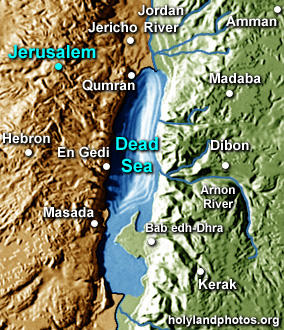 Jordan
River
Amman
Jericho
Jerusalem
Qumran
Madaba
Hebron
Dead
Sea
Dibon
En Gedi
Arnon
River
Masada
Bab edh-Dhra
Kerak
holylandphotos.org